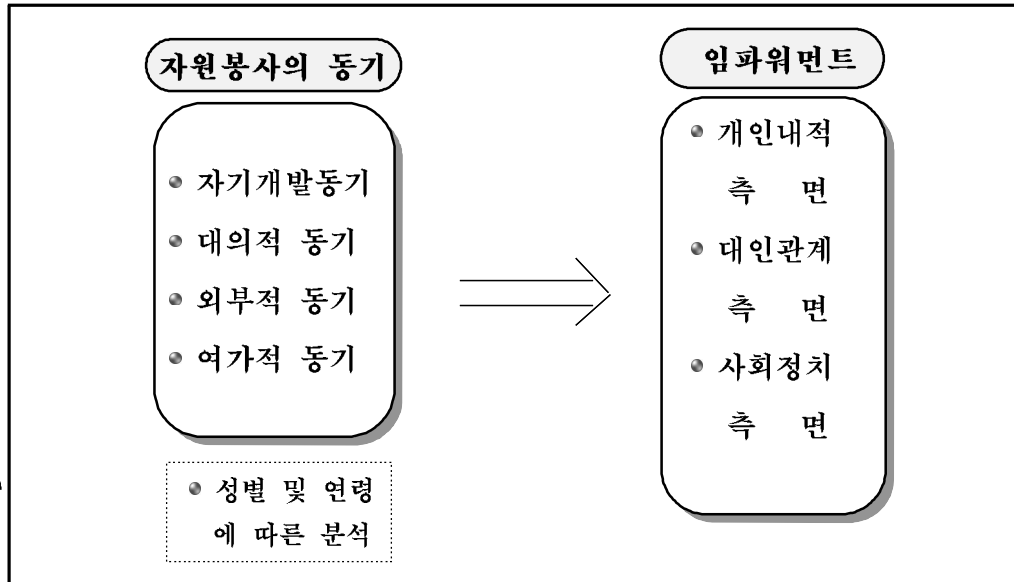 자원봉사의 동기
자기개발동기
대의적 동기
외부적 동기
여가적 동기
성별 및 연령
에 따른 분석
임파워먼트
개인내적
측 면
대인관계
측 면
사회정치
측 면